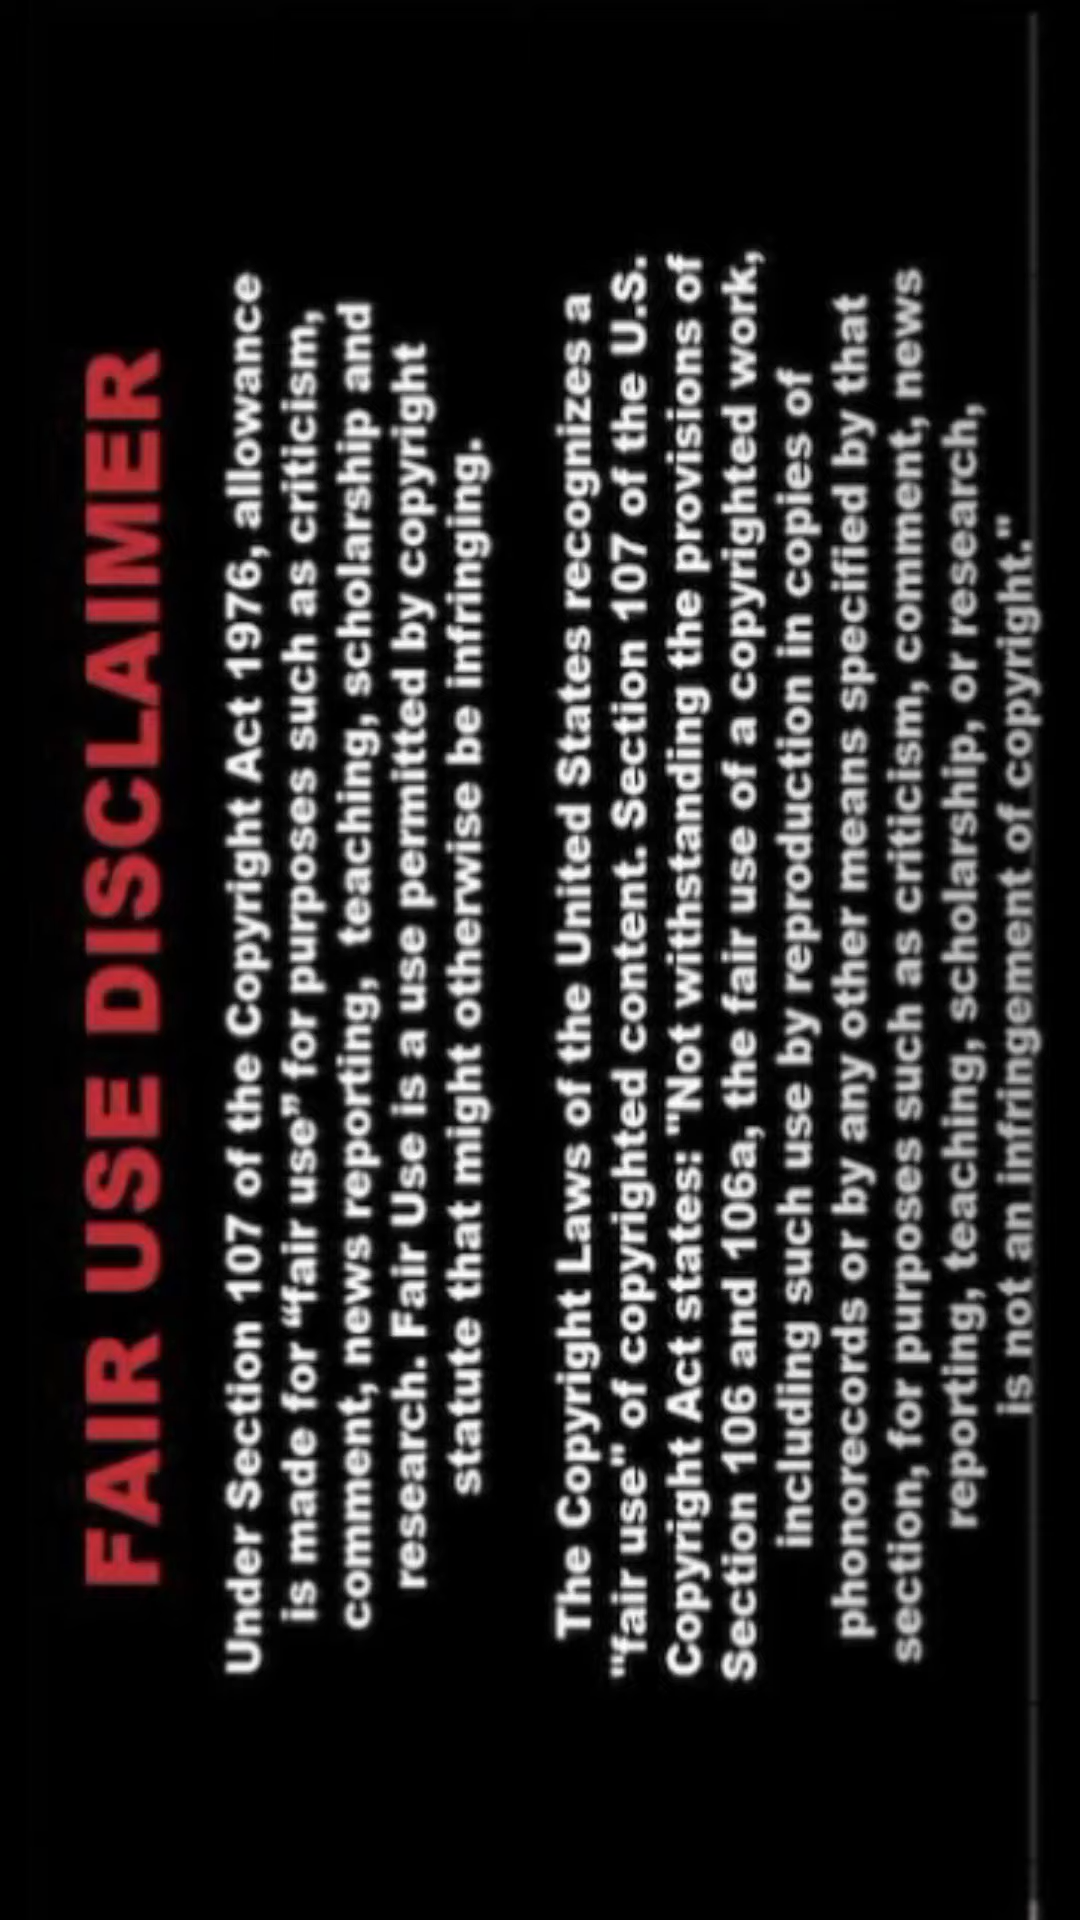 FAIR USE DISCLAIMER
Under Section 107 of the Copyright Act 1976, allowance
is made for “fair use” for purposes such as criticism,
comment, news reporting, teaching, scholarship and
research. Fair Use is a use permitted by copyright
statute that might otherwise be infringing.
The Copyright Laws of the United States recognizes a
"fair use" of copyrighted content. Section 107 of the U.S.
Copyright Act states: "Not withstanding the provisions of
Section 106 and 106a, the fair use of a copyrighted work,
including such use by reproduction in copies of
phonorecords or by any other means specified by that
section, for purposes such as criticism, comment, news
reporting, teaching, scholarship, or research,
is not an infringement of copyright."